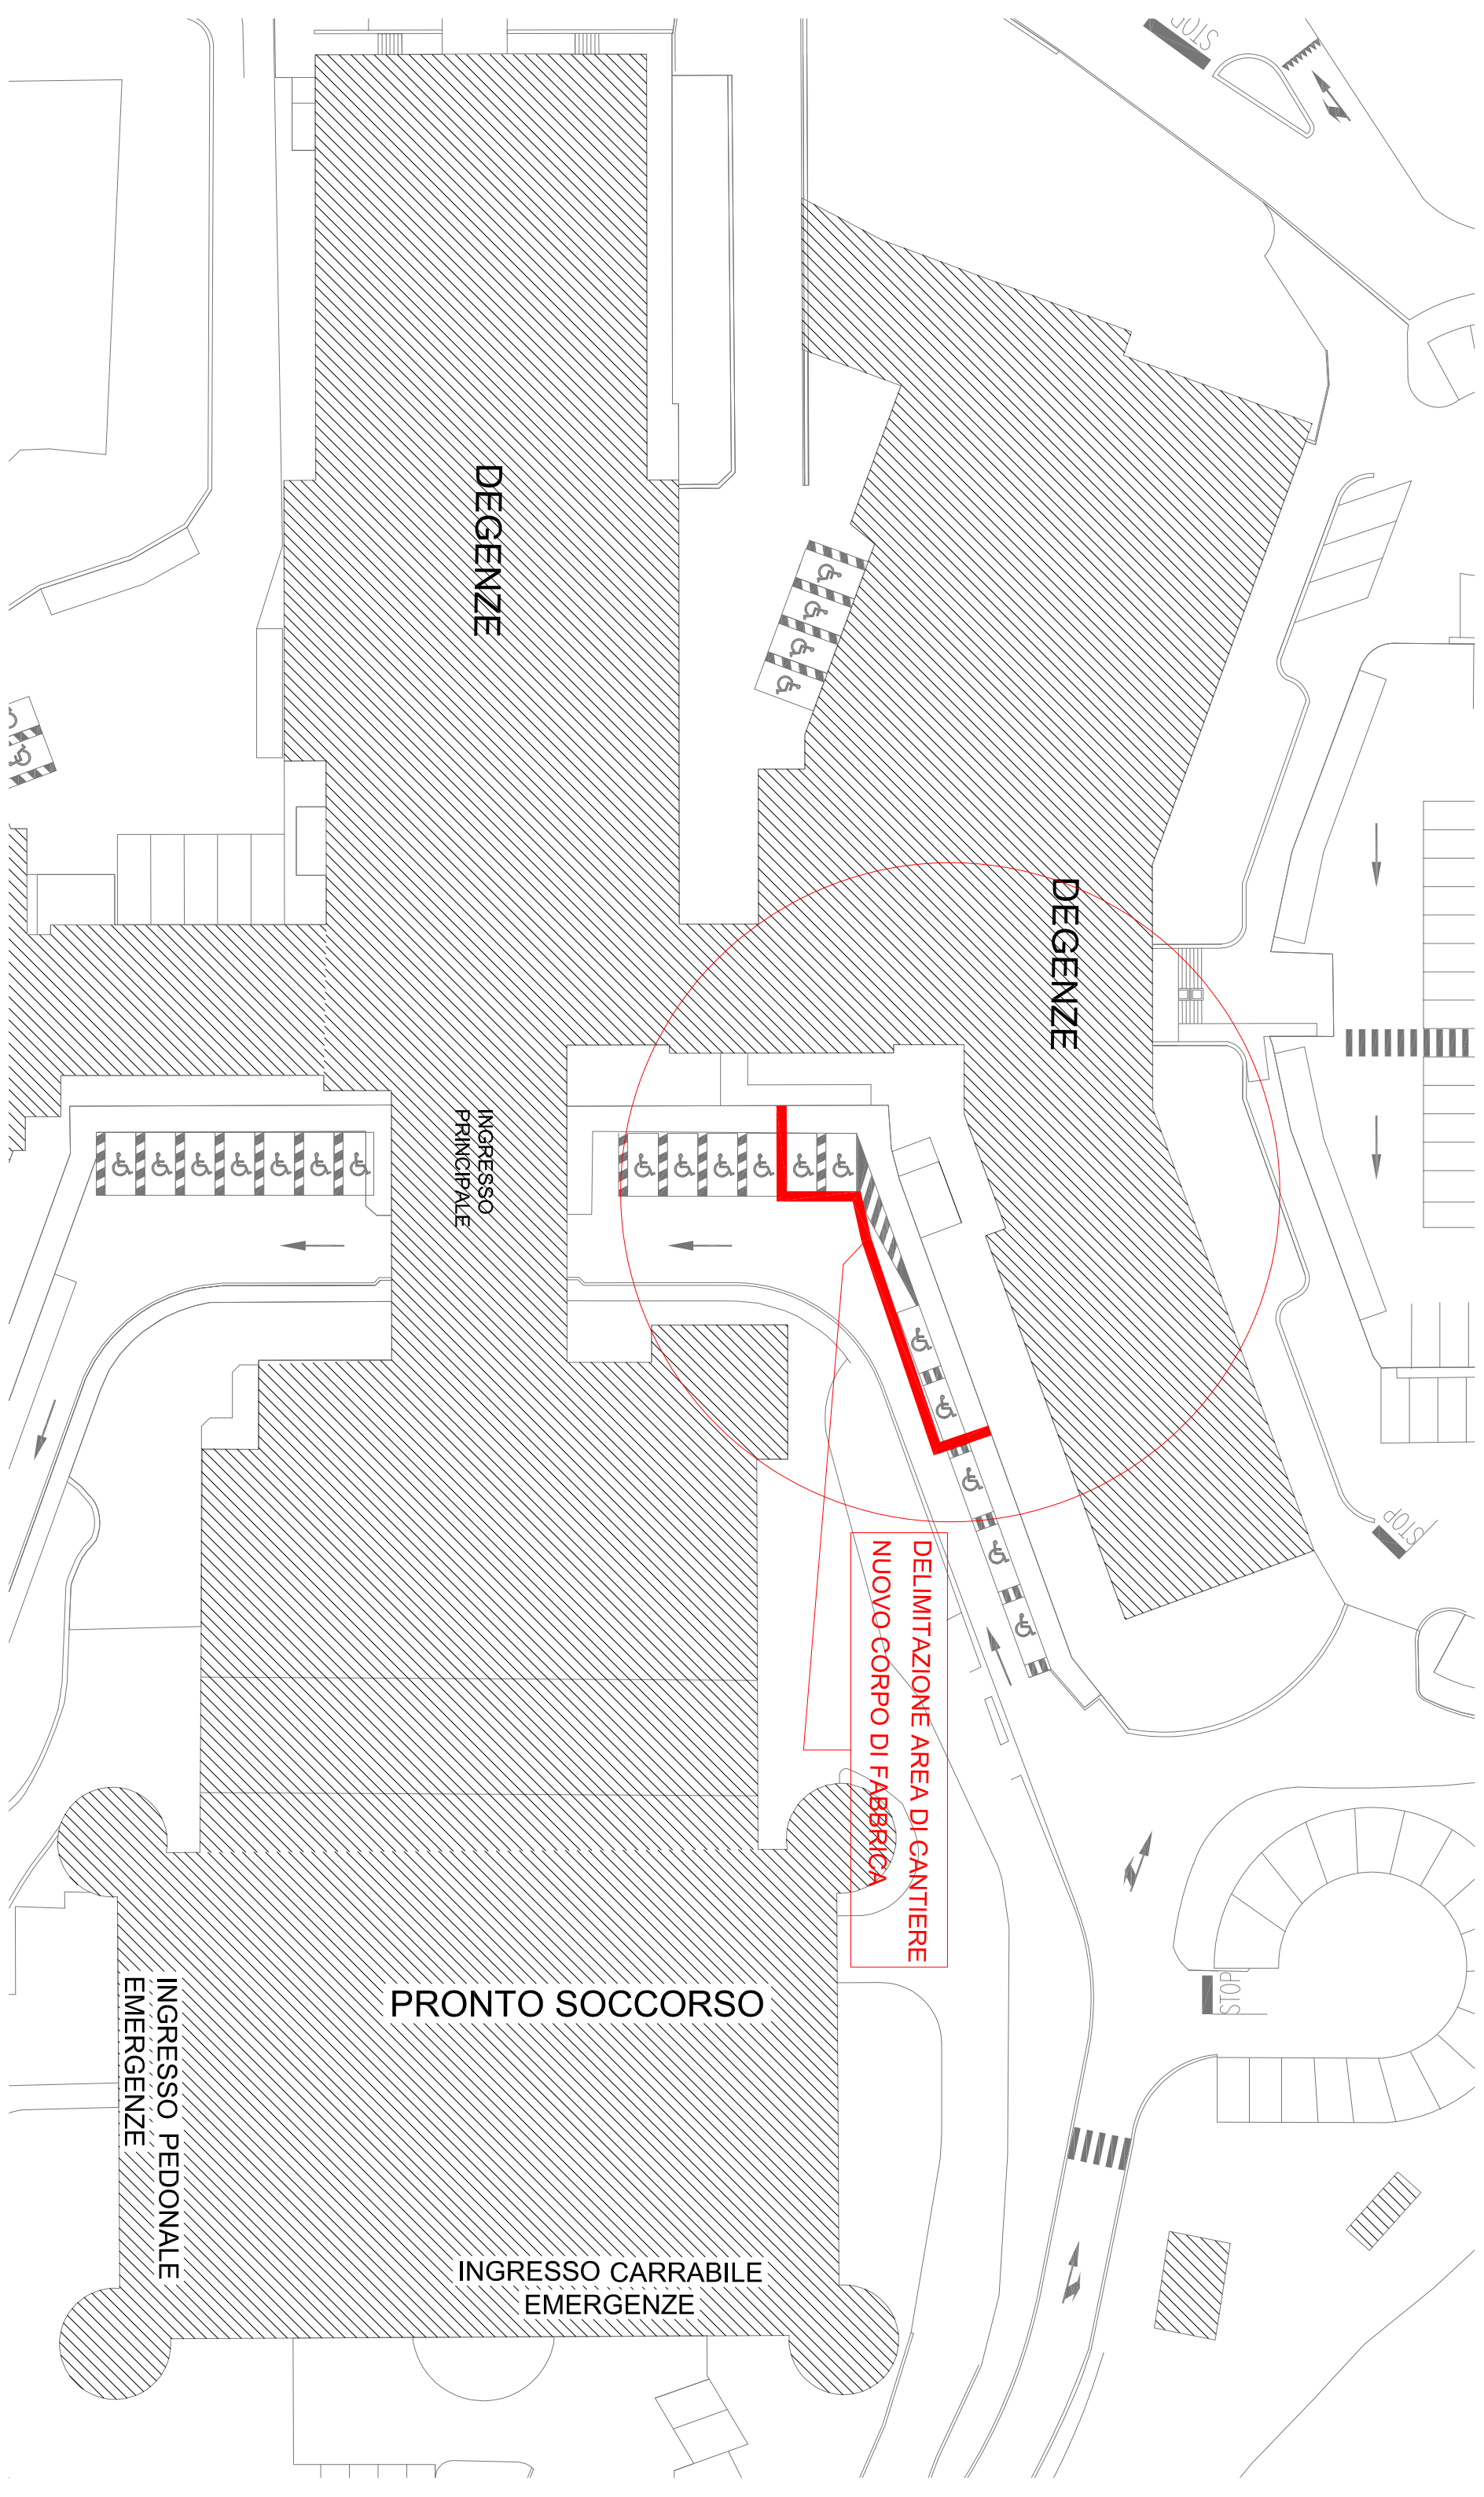 STOP
DEGENZE
DEGENZE
INGRESSO
PRINCIPALE
STOP
DELIMITAZIONE AREA DI CANTIERE
NUOVO CORPO DI FABBRICA
STOP
PRONTO SOCCORSO
INGRESSO PEDONALE
EMERGENZE
INGRESSO CARRABILE
EMERGENZE